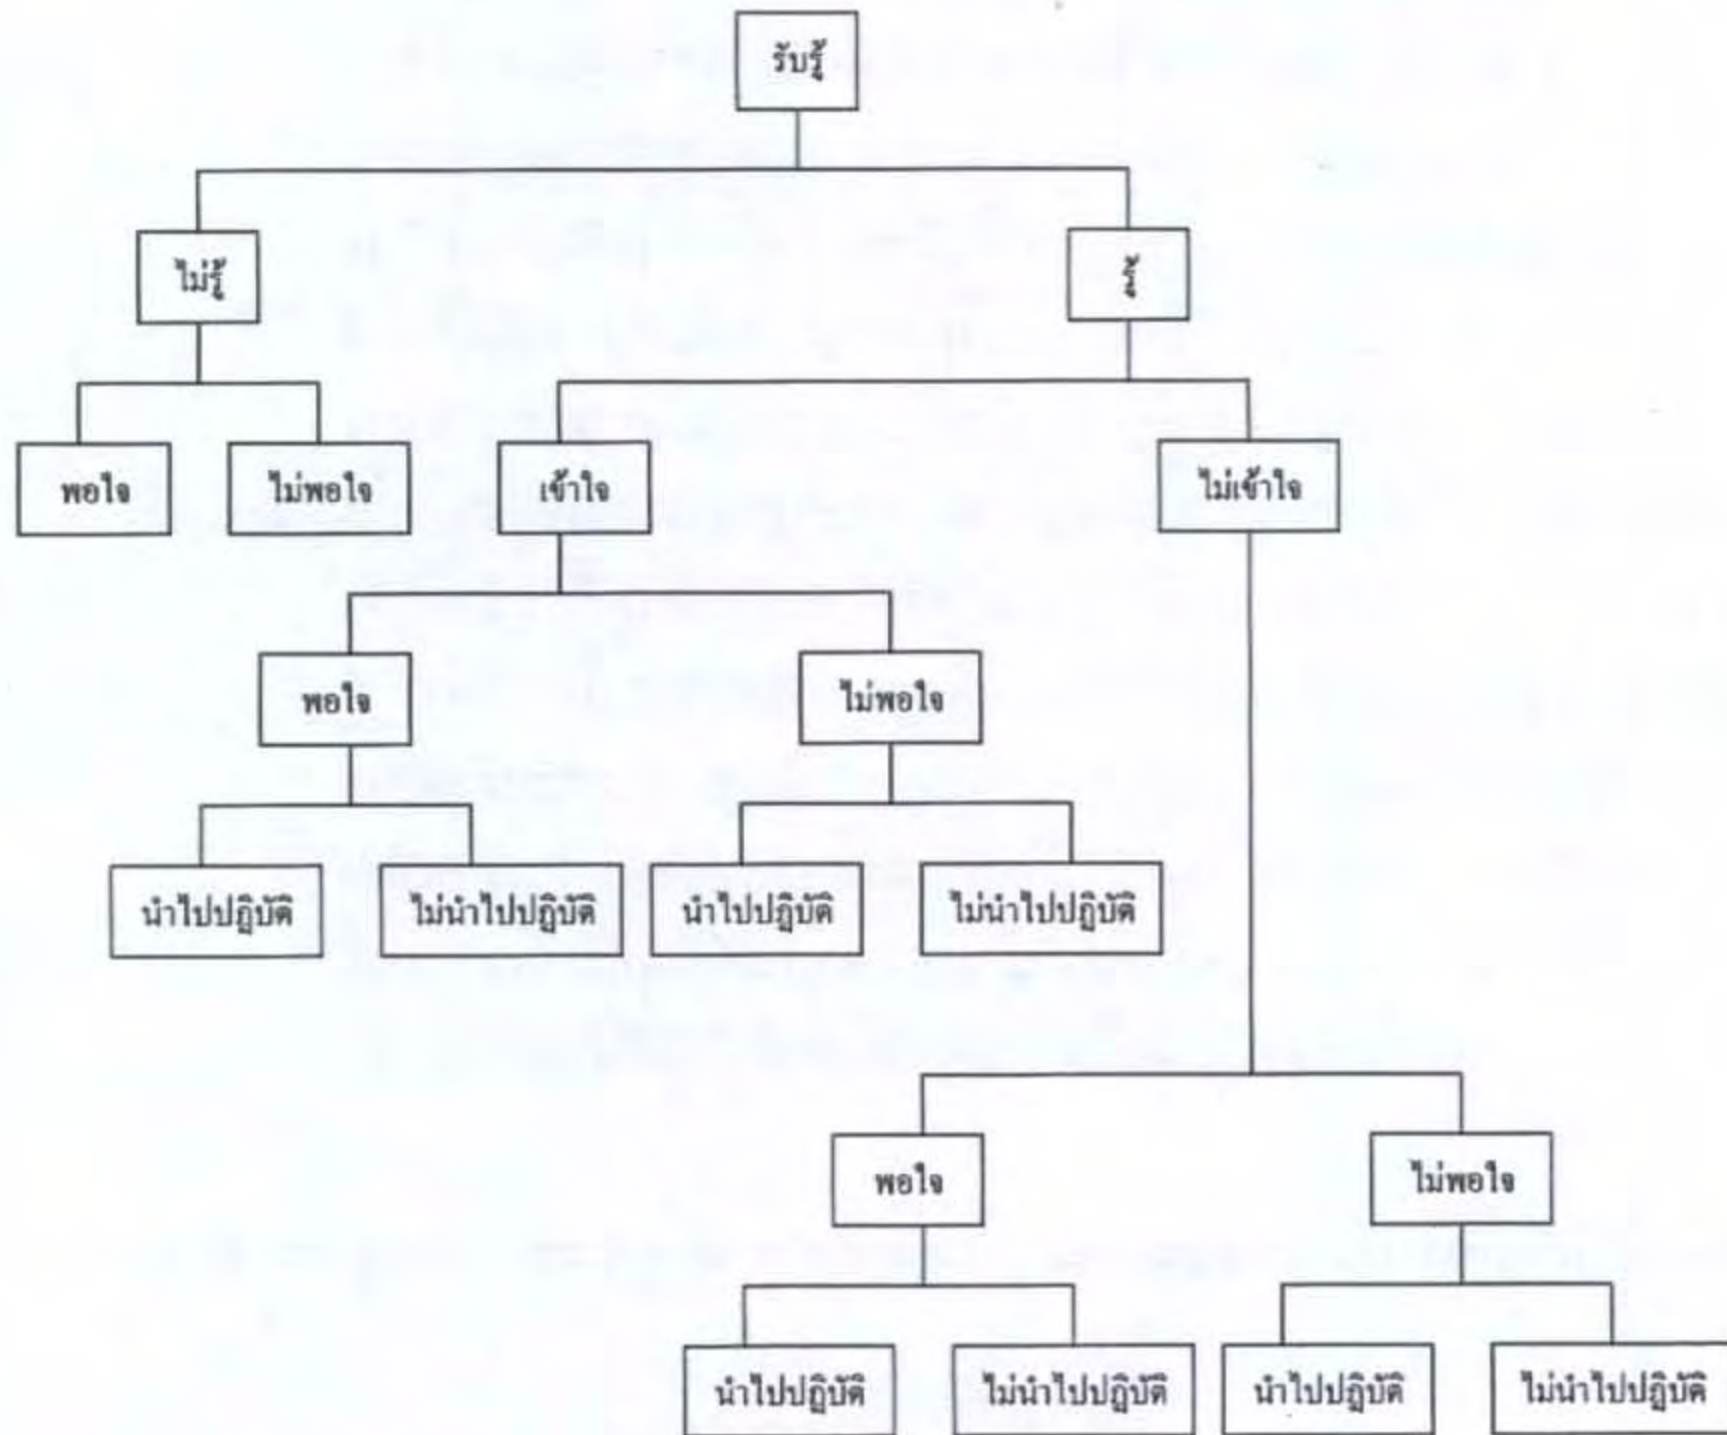 รับรู้
ไม่รู้
รู้
พอใจ
ไม่พอใจ
เข้าใจ
ไม่เข้าใจ
พอใจ
ไม่พอใจ
นำไปปฏิบัติ
ไม่นำไปปฏิบัติ
นำไปปฏิบัติ
ไม่นำไปปฏิบัติ
พอใจ
ไม่พอใจ
นำไปปฏิบัติ
ไม่นำไปปฏิบัติ
นำไปปฏิบัติ
ไม่นำไปปฏิบัติ